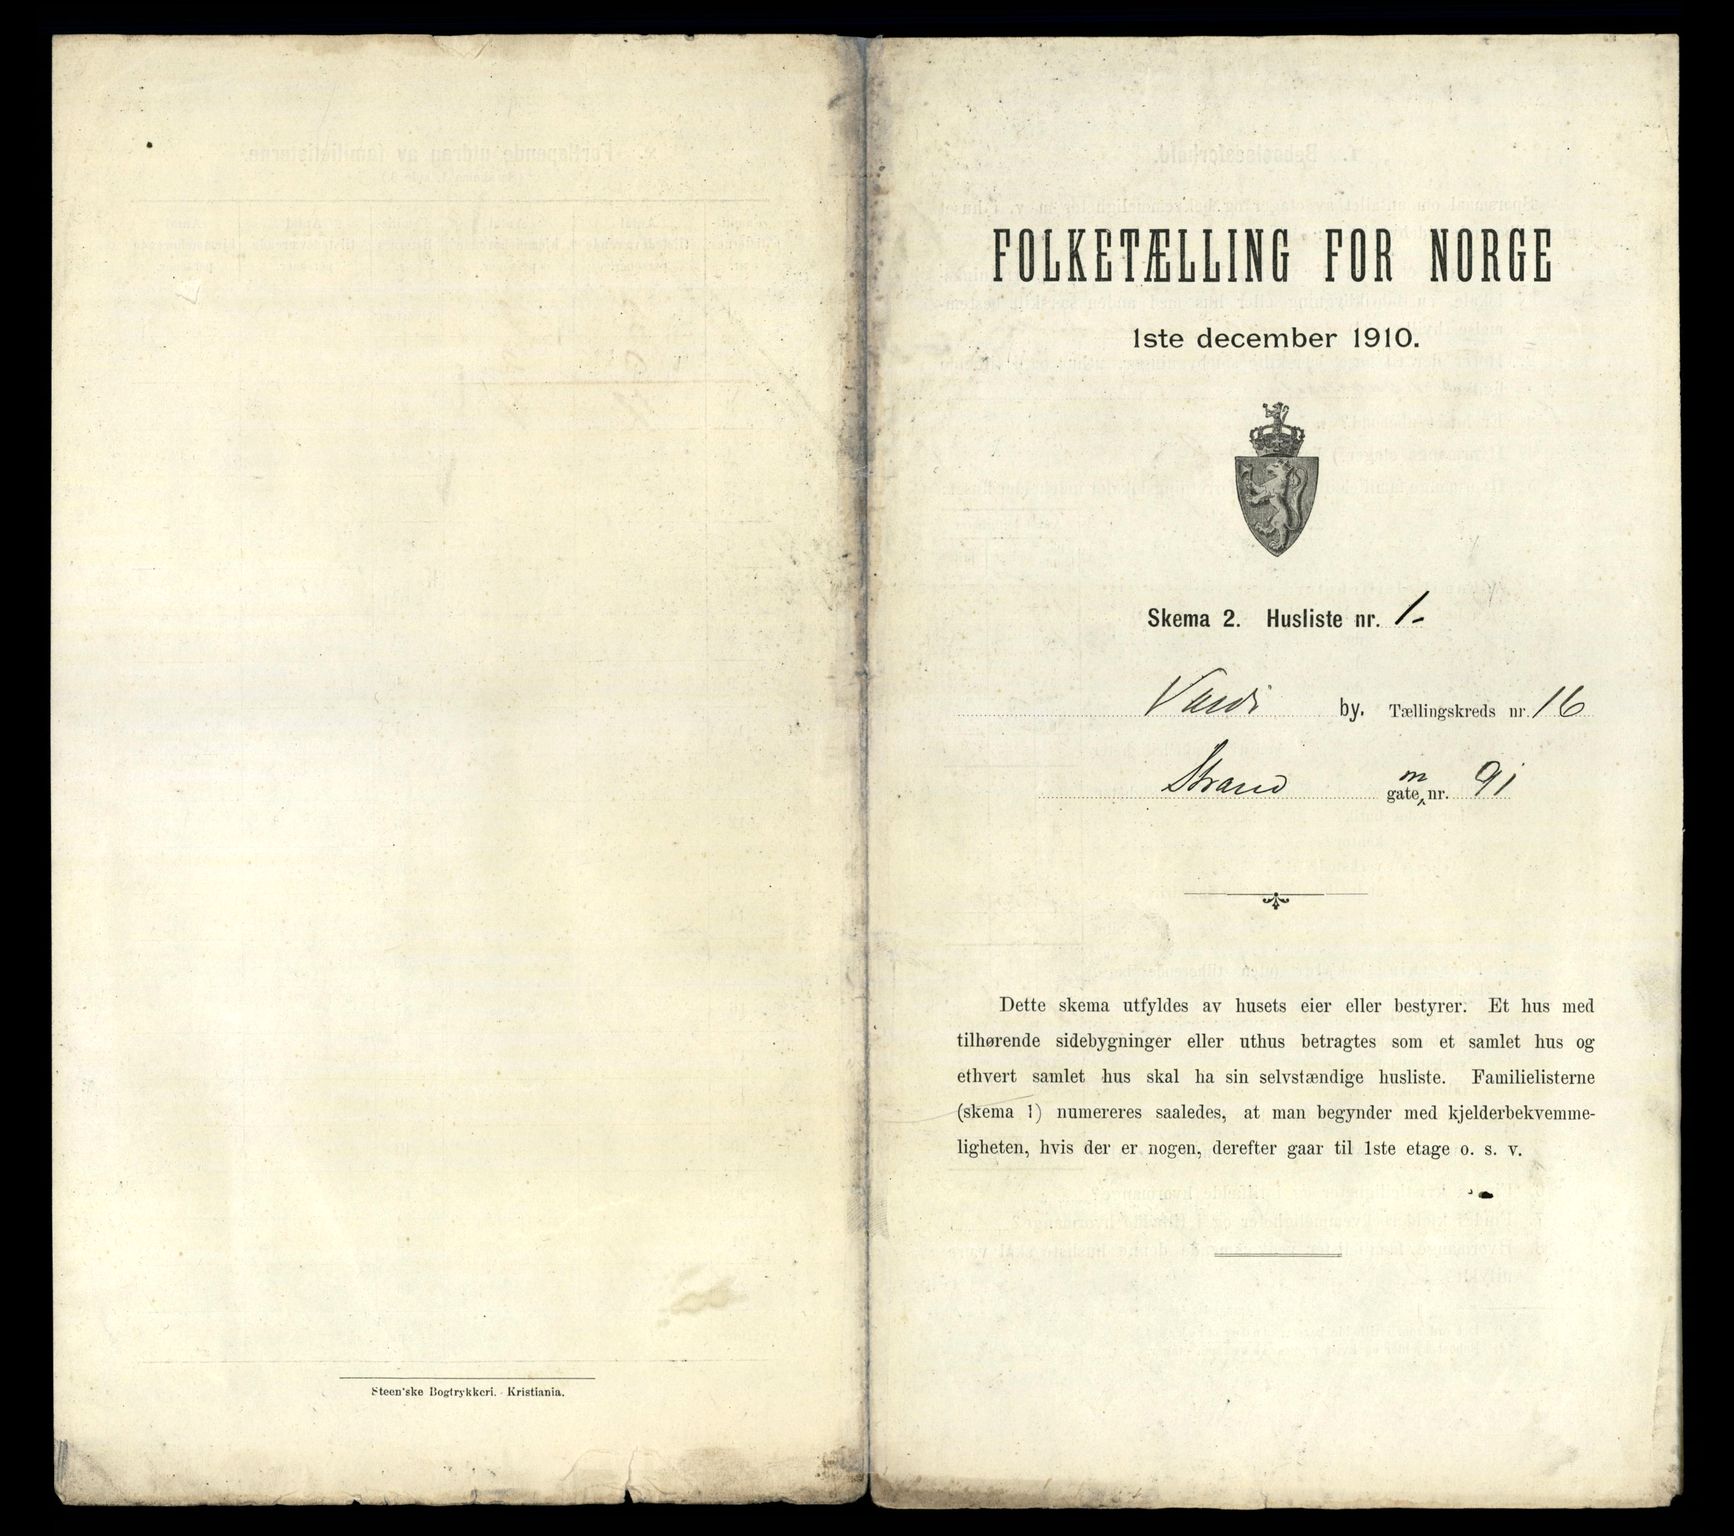 FOLKETÆLLING FOR NORGE
1ste december 1910.
Skema 2. Husliste nr. 1-
Vardö by. Tællingskreds nr. 16
Strand gate m nr. 91
Dette skema utfyldes av husets eier eller bestyrer. Et hus med
tilhørende sidebygninger eller uthus betragtes som et samlet hus og
ethvert samlet hus skal ha sin selvstændige husliste. Familielisterne
(skema 1) numereres saaledes, at man begynder med kjelderbekvemme-
ligheten, hvis der er nogen, derefter gaar til 1ste etage o. s. v.
Steen'ske Bogtrykkeri. Kristiania.